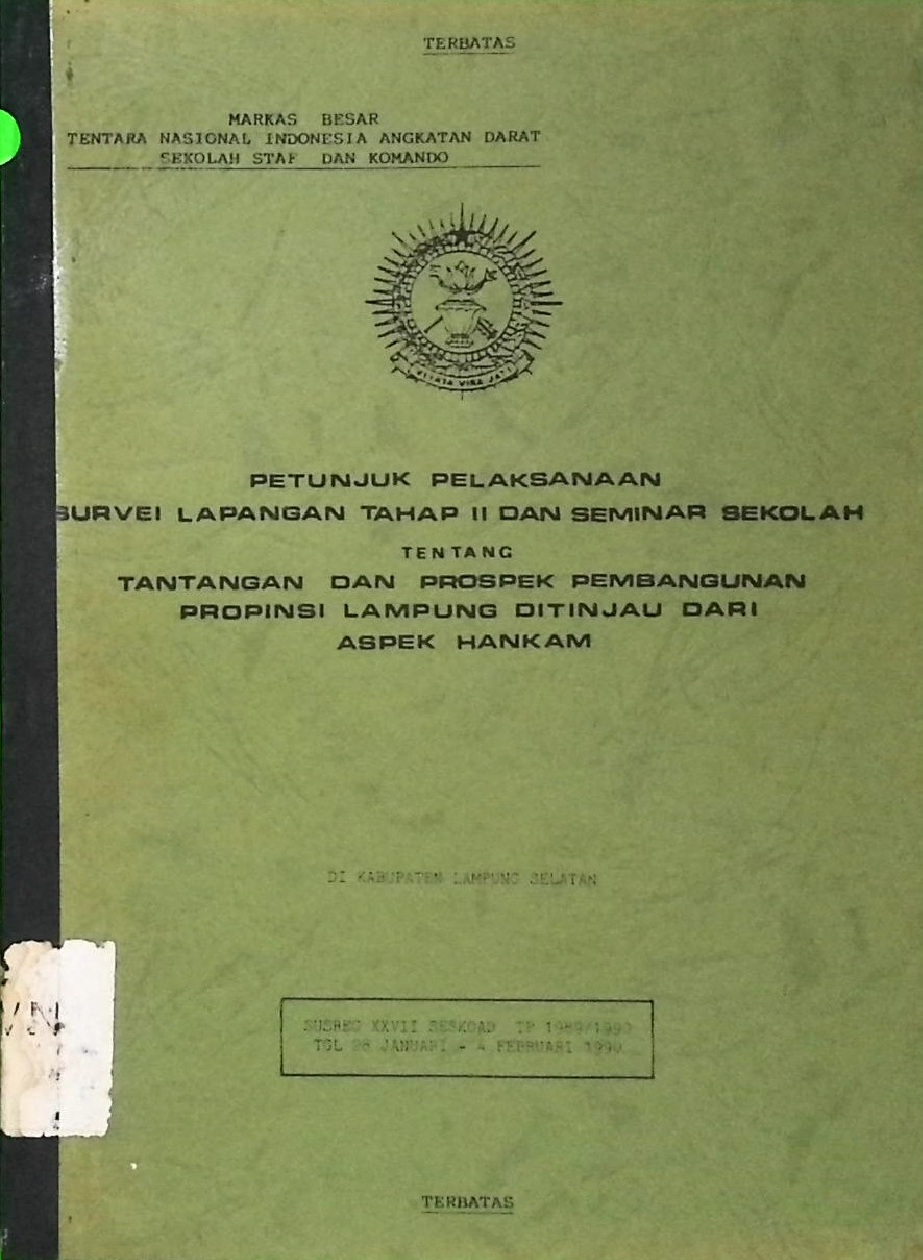 TERBATAS
MARKAS BESAR
TENTARA NASIONAL INDONESIA ANGKATAN DARAT
SEKOLAH STAF DAN KOMANDO
PETUNJUK PELAKSANAAN
SURVEI LAPANGAN TAHAP II DAN SEMINAR SEKOLAH
TENTANG
TANTANGAN DAN PROSPEK PEMBANGUNAN
PROPINSI LAMPUNG DITINJAU DARI
ASPEK HANKAM
DI KABUPATEN LAMPUNG SELATAN
SUSREG XXVII SESKOAD TP 1989/1990
TGL 28 JANUARI - 4 FEBRUARI 1990
TERBATAS